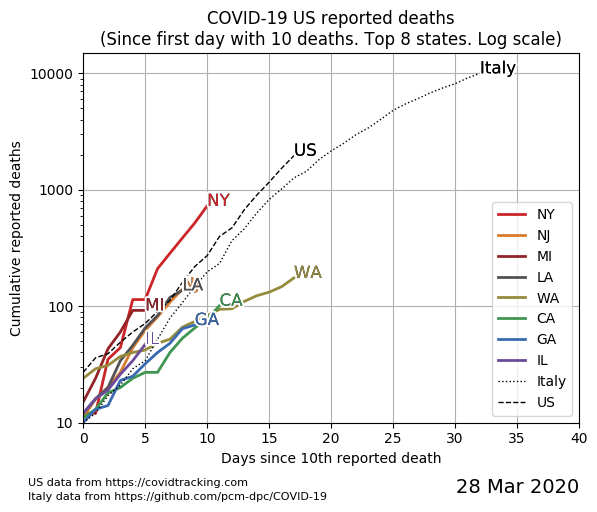 COVID-19 US reported deaths
(Since first day with 10 deaths. Top 8 states. Log scale)
Cumulative reported deaths
10000
1000
100
10
Italy
US
NY
WA
LA
MI
CA
GA
IL
NY
NJ
MI
LA
WA
CA
GA
IL
Italy
US
0 5 10 15 20 25 30 35 40
Days since 10th reported death
US data from https://covidtracking.com
Italy data from https://github.com/pcm-dpc/COVID-19
28 Mar 2020